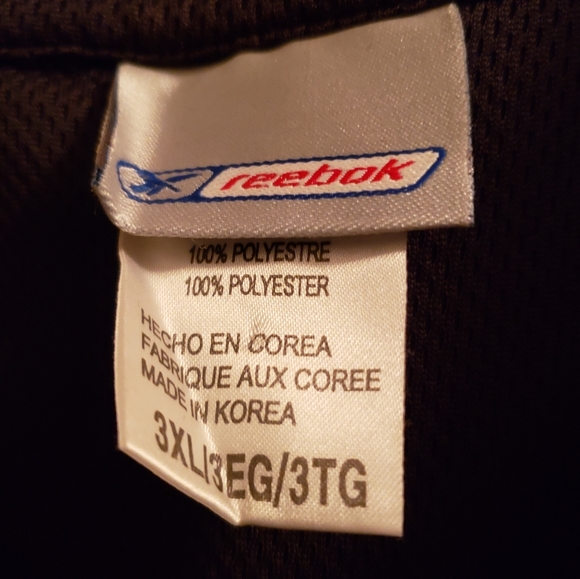 reebok
100% POLYESTRE
100% POLYESTER
HECHO EN COREA
FABRIQUE AUX COREE
MADE IN KOREA
3XL/3EG/3TG